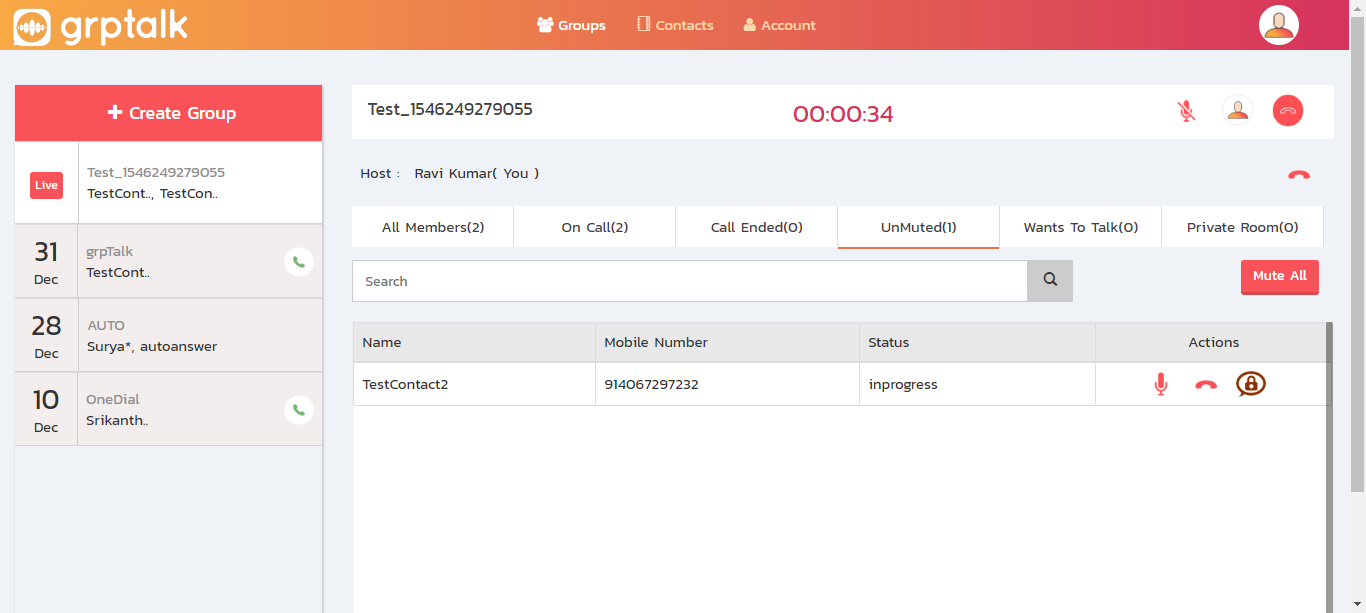 grptalk
Groups Contacts Account
Create Group
Live
Test_1546249279055
TestCont.., TestCon..
31
Dec
grpTalk
TestCont..
28
Dec
AUTO
Surya*, autoanswer
10
Dec
OneDial
Srikanth..
Test_1546249279055
00:00:34
Host : Ravi Kumar( You )
All Members(2) On Call(2) Call Ended(0) UnMuted(1) Wants To Talk(0) Private Room(0)
Search
Mute All
Name Mobile Number Status Actions
TestContact2 914067297232 inprogress